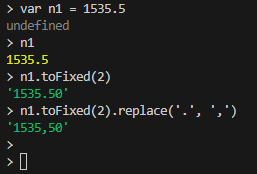 > var n1 = 1535.5
undefined
> n1
1535.5
> n1.toFixed(2)
'1535.50'
> n1.toFixed(2).replace('.', ',')
'1535,50'
>
>